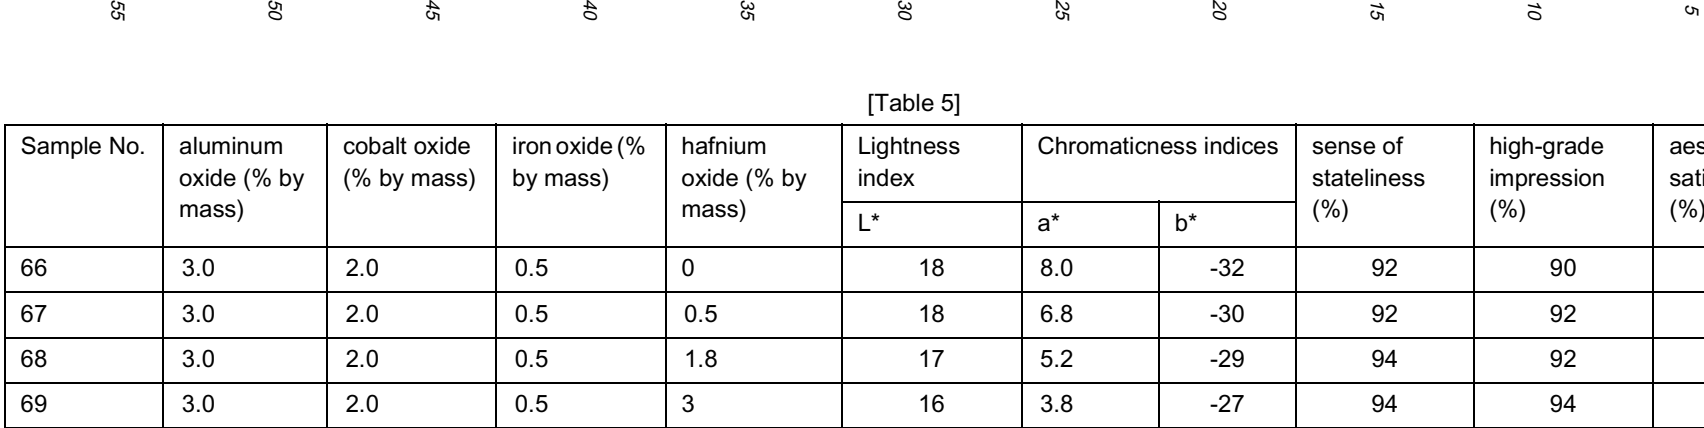 55 50 45 40 35 30 25 20 15 10 5
[Table 5]
Sample No. aluminum oxide (% by mass) cobalt oxide (% by mass) iron oxide (% by mass) hafnium oxide (% by mass) Lightness index Chromaticness indices sense of stateliness (%) high-grade impression (%) (%)
L* a* b*
66 3.0 2.0 0.5 0 18 8.0 -32 92 90
67 3.0 2.0 0.5 0.5 18 6.8 -30 92 92
68 3.0 2.0 0.5 1.8 17 5.2 -29 94 92
69 3.0 2.0 0.5 3 16 3.8 -27 94 94